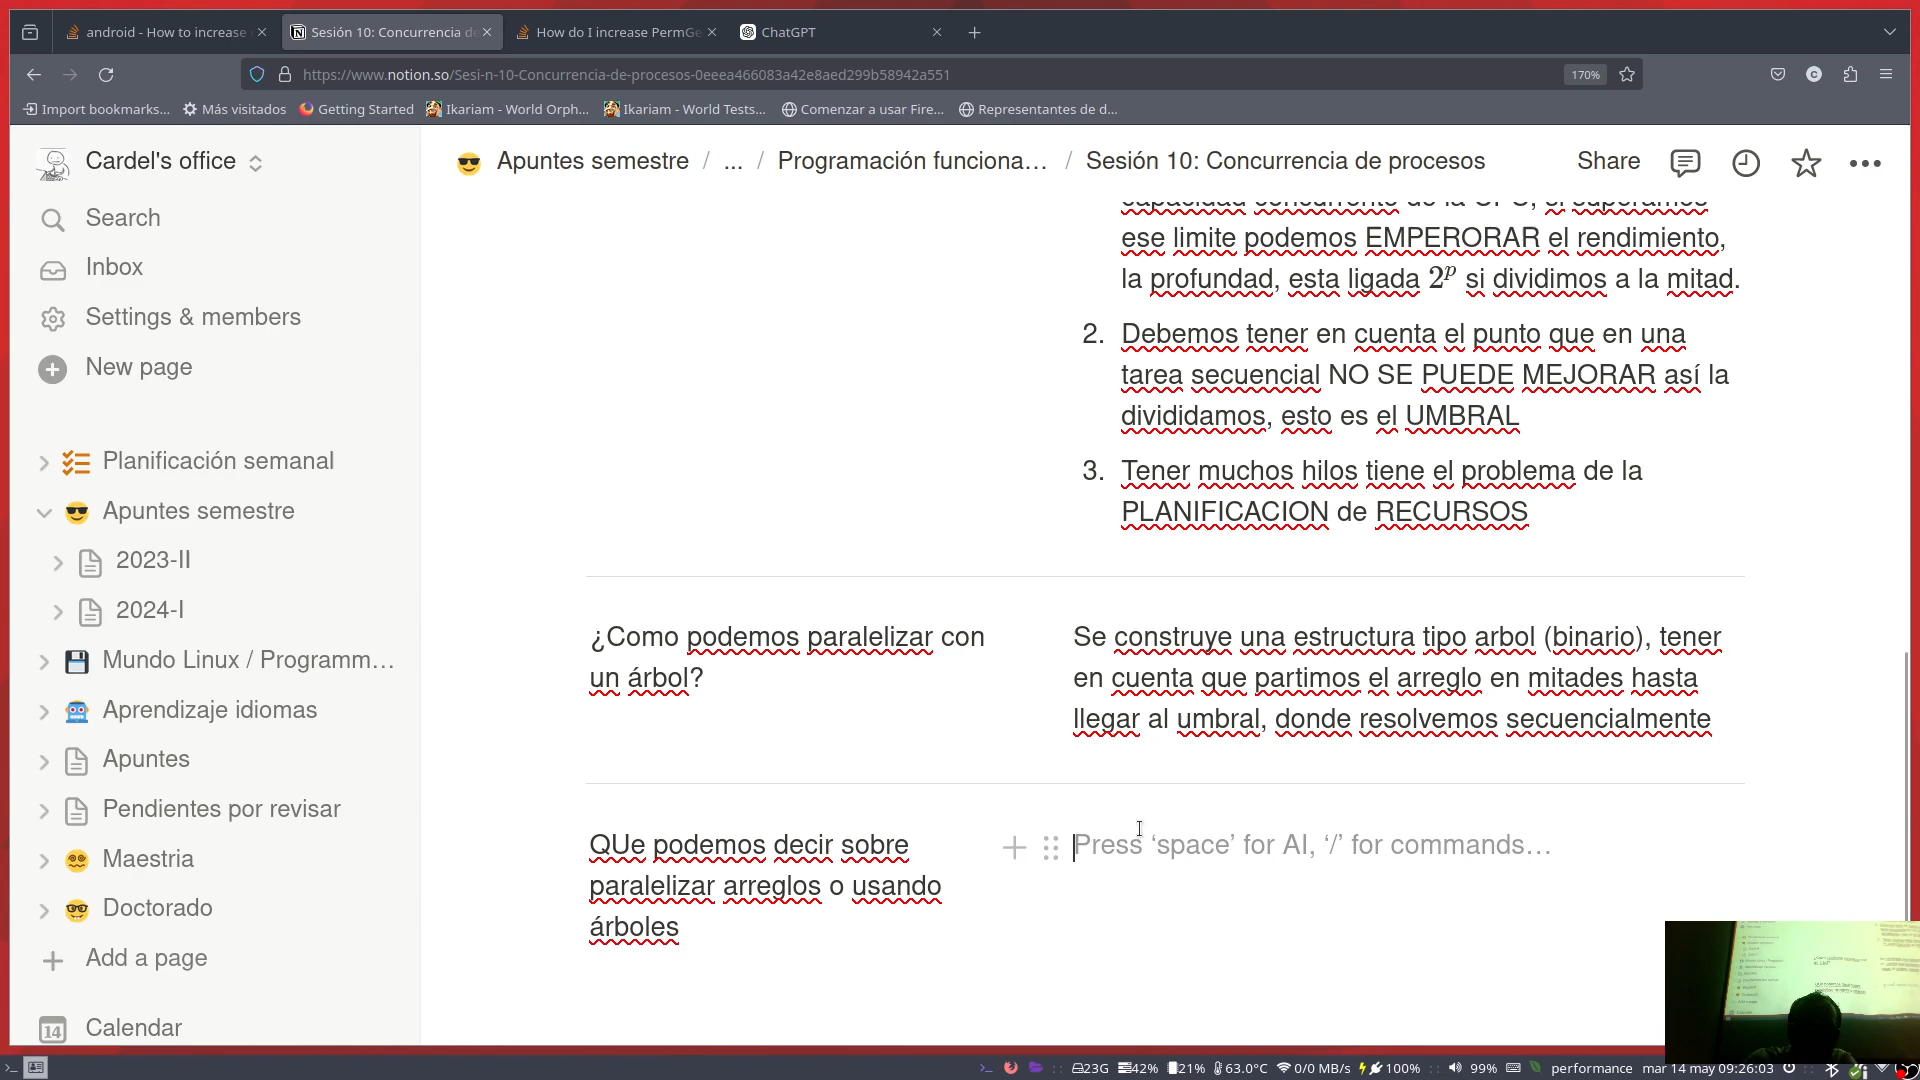 android - How to increase
Sesión 10: Concurrencia de
How do I increase PermGe
ChatGPT
https://www.notion.so/Sesi-n-10-Concurrencia-de-procesos-0eeea466083a42e8aed299b58942a551
170%
Import bookmarks...
Más visitados
Getting Started
Ikariam - World Orph...
Ikariam - World Tests...
Comenzar a usar Fire...
Representantes de d...
Cardel's office
Search
Inbox
Settings & members
New page
Planificación semanal
Apuntes semestre
2023-II
2024-I
Mundo Linux / Programm...
Aprendizaje idiomas
Apuntes
Pendientes por revisar
Maestria
Doctorado
Add a page
14
Calendar
Apuntes semestre / ... / Programación funciona... / Sesión 10: Concurrencia de procesos
Share
capacidad concurrente de la CPU, si superamos
ese limite podemos EMPERORAR el rendimiento,
la profundad, esta ligada 2^p si dividimos a la mitad.
2. Debemos tener en cuenta el punto que en una
tarea secuencial NO SE PUEDE MEJORAR así la
divididamos, esto es el UMBRAL
3. Tener muchos hilos tiene el problema de la
PLANIFICACION de RECURSOS
¿Como podemos paralelizar con
un árbol?
Se construye una estructura tipo arbol (binario), tener
en cuenta que partimos el arreglo en mitades hasta
llegar al umbral, donde resolvemos secuencialmente
QUe podemos decir sobre
paralelizar arreglos o usando
árboles
Press ‘space’ for AI, ‘/’ for commands…
23G
42%
21%
63.0°C
0/0 MB/s
100%
99%
performance
mar 14 may 09:26:03